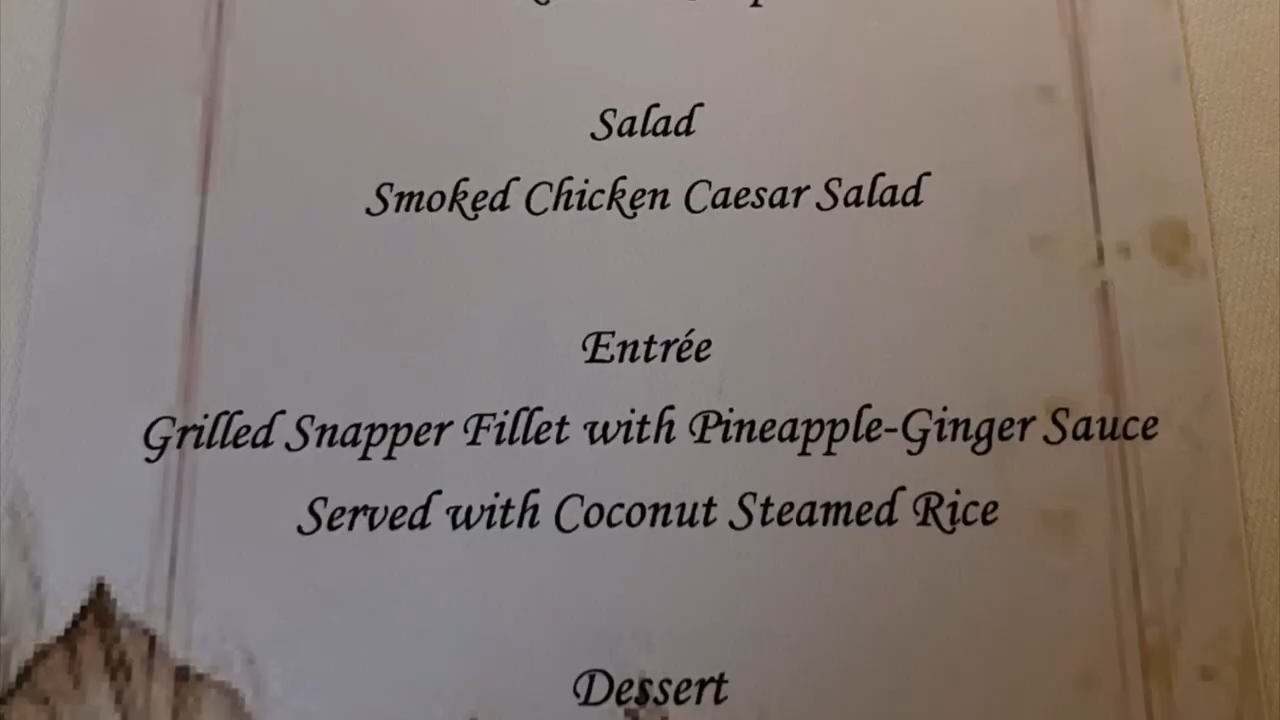 Salad
Smoked Chicken Caesar Salad
Entrée
Grilled Snapper Fillet with Pineapple-Ginger Sauce
Served with Coconut Steamed Rice
Dessert